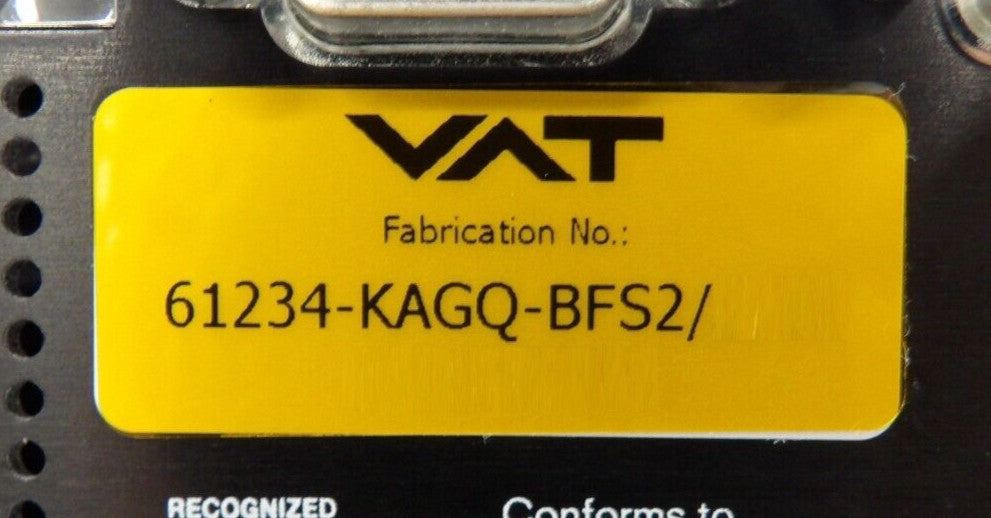 VAT
Fabrication No.:
61234-KAGQ-BFS2/
RECOGNIZED
Conforms to